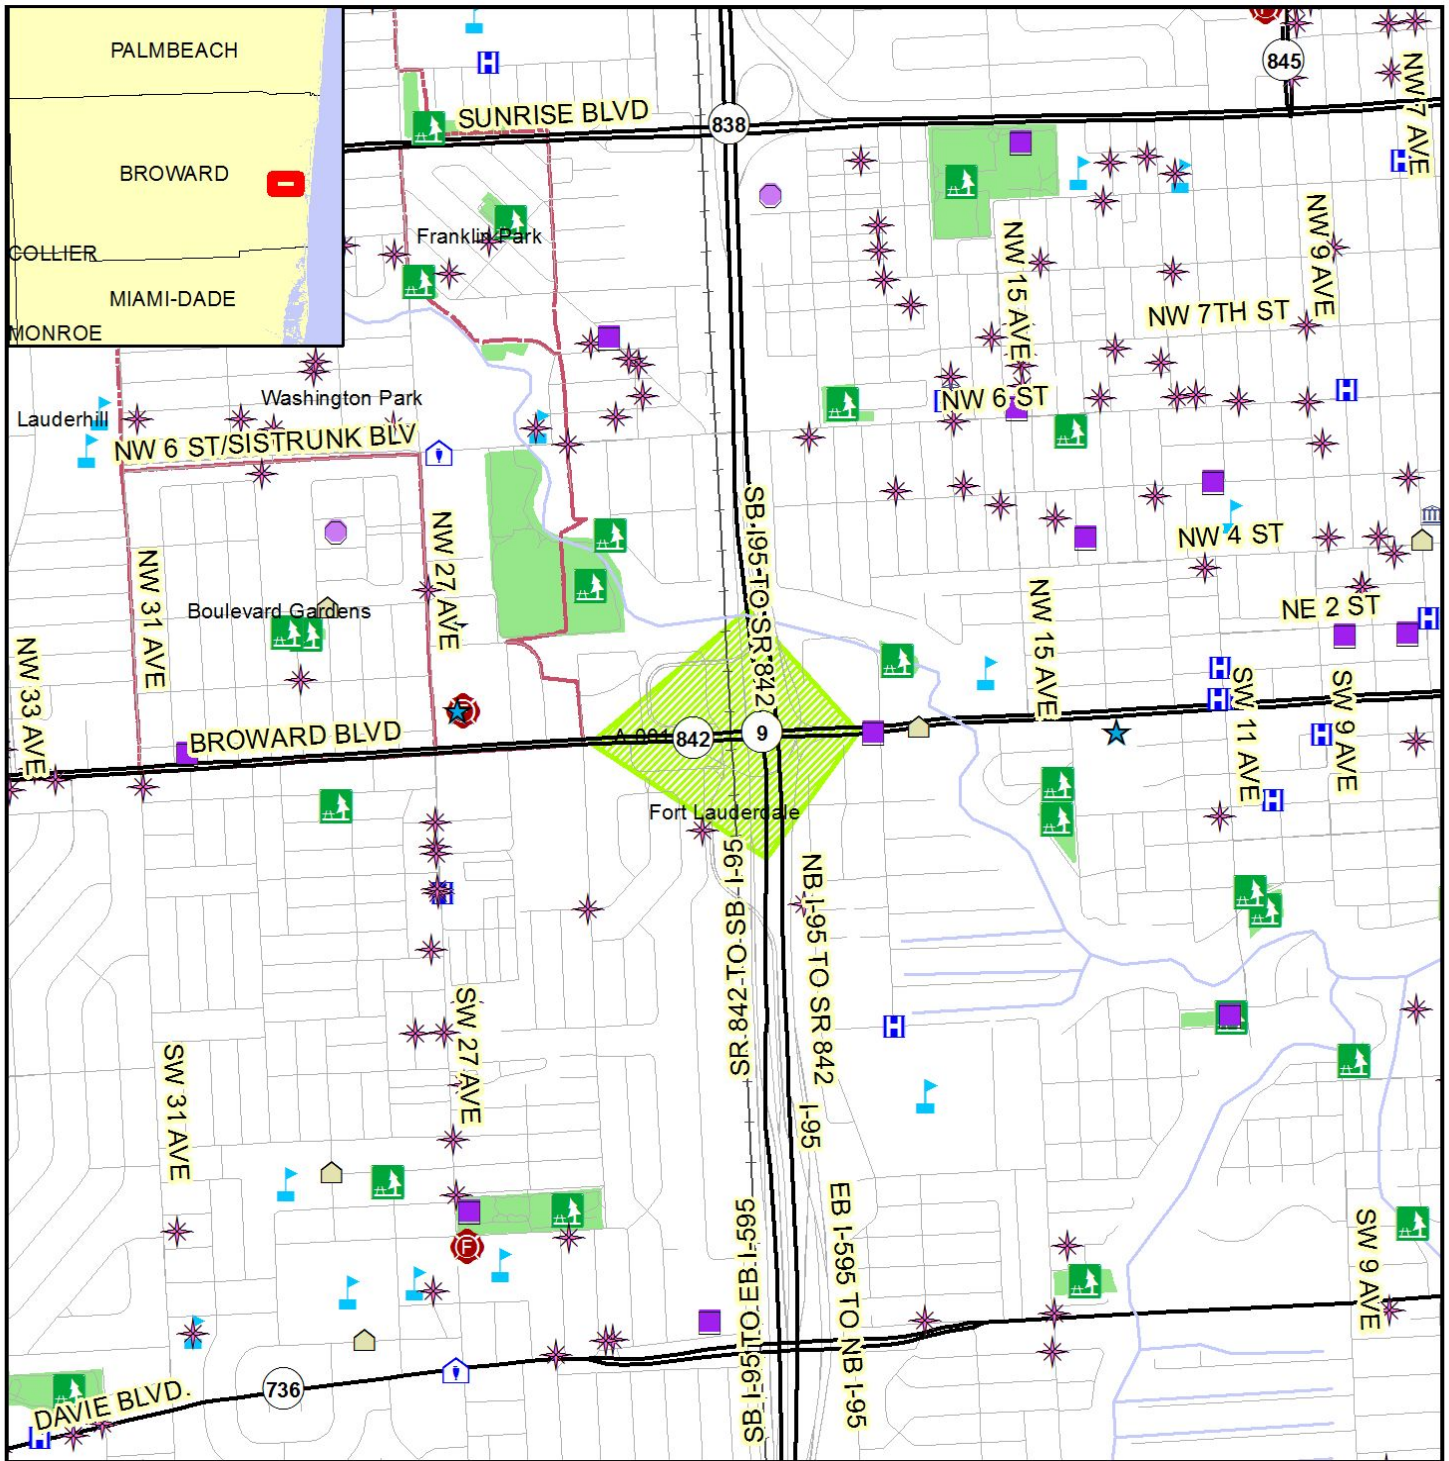 PALMBEACH
BROWARD
COLLIER
MIAMI-DADE
MONROE
845
NW 7 AVE
SUNRISE BLVD
838
Franklin Park
NW 15 AVE
NW 9 AVE
NW 7TH ST
Washington Park
Lauderhill
NW 6 ST
NW 6 ST/SISTRUNK BLV
SB I95 TO SR 842
NW 27 AVE
NW 4 ST
NW 31 AVE
NW 15 AVE
Boulevard Gardens
NE 2 ST
NW 33 AVE
SW 11 AVE
SW 9 AVE
BROWARD BLVD
842
9
Fort Lauderdale
SR 842 TO SB I-95
NB I-95 TO SR 842
SW 27 AVE
SW 31 AVE
I-95
EB I-595 TO NB I-95
SB I-95 TO EB I-595
SW 9 AVE
F
736
DAVIE BLVD.
H
H
H
H
H
H
H
H
H
H